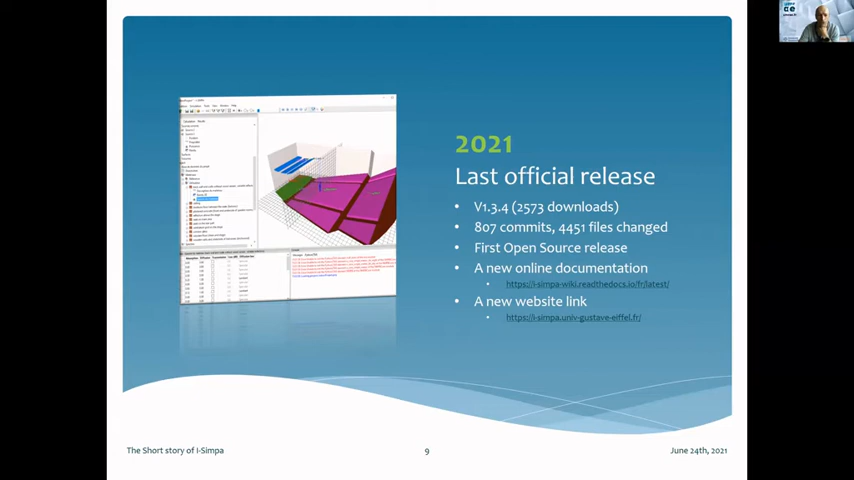 2021
Last official release
• V1.3.4 (2573 downloads)
• 807 commits, 4451 files changed
• First Open Source release
• A new online documentation
• https://i-simpa-wiki.readthedocs.io/fr/latest/
• A new website link
• https://i-simpa.univ-gustave-eiffel.fr/
The Short story of I-Simpa
9
June 24th, 2021